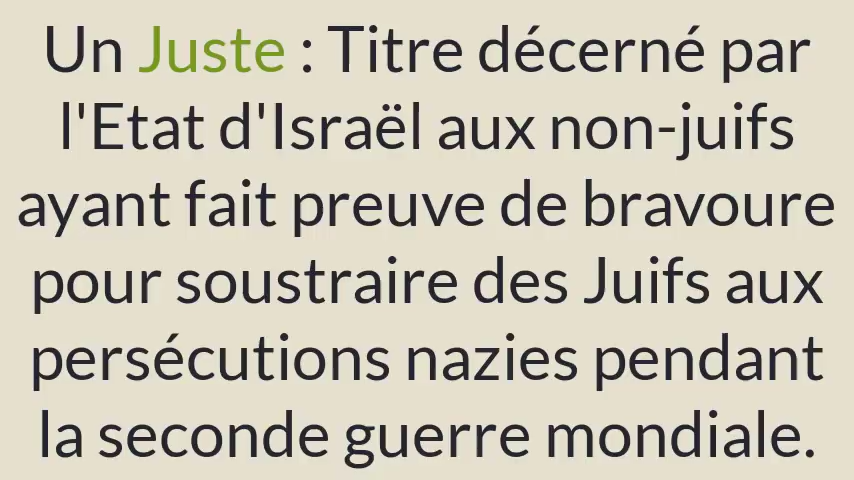 Un Juste : Titre décerné par
l'Etat d'Israël aux non-juifs
ayant fait preuve de bravoure
pour soustraire des Juifs aux
persécutions nazies pendant
la seconde guerre mondiale.